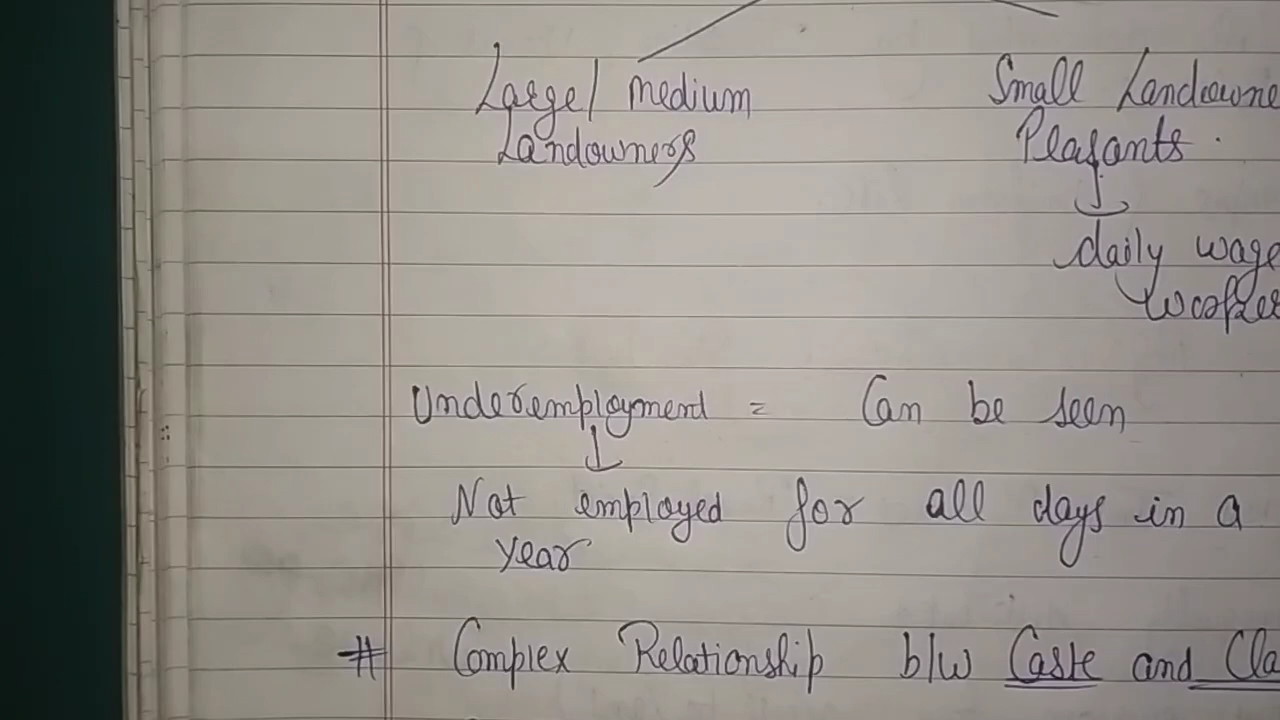 Large/ medium
Landowners
Small Landowne
Peasants
↓
daily wage
worker
Underemployment = Can be seen
↓
Not employed for all days in a
year
# Complex Relationship b/w Caste and Cla